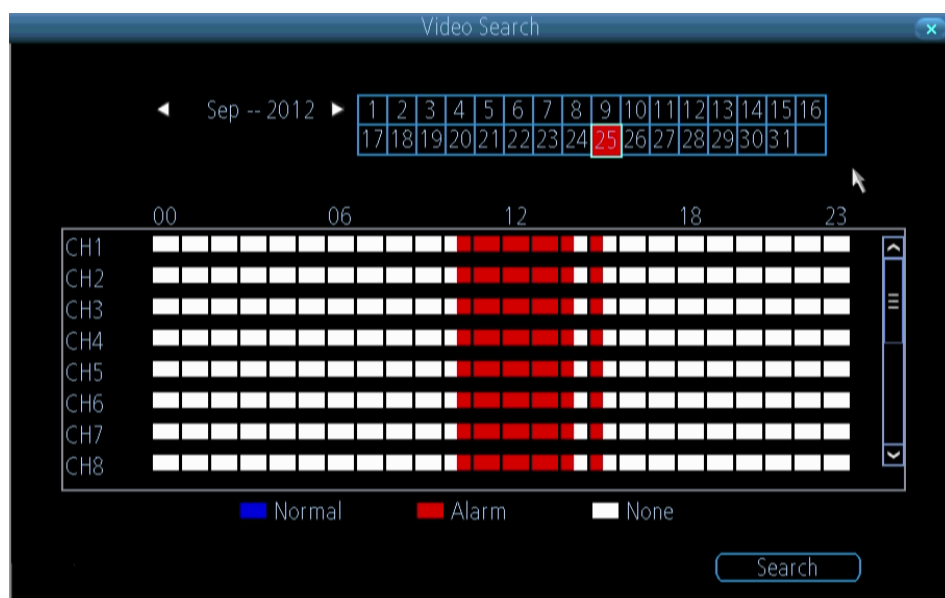 Video Search
Sep -- 2012
1 2 3 4 5 6 7 8 9 10 11 12 13 14 15 16
17 18 19 20 21 22 23 24 25 26 27 28 29 30 31
00 06 12 18 23
CH1
CH2
CH3
CH4
CH5
CH6
CH7
CH8
Normal Alarm None
Search